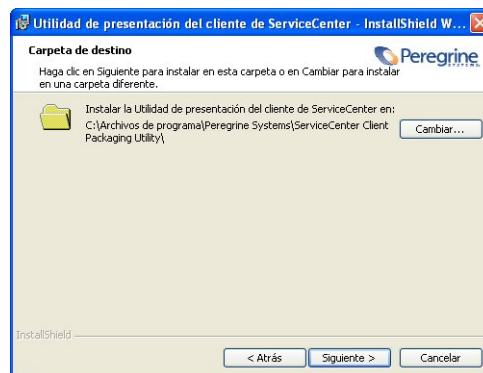 Utilidad de presentación del cliente de ServiceCenter - InstallShield W...
Carpeta de destino
Haga clic en Siguiente para instalar en esta carpeta o en Cambiar para instalar
en una carpeta diferente.
Peregrine
SYSTEMS
Instalar la Utilidad de presentación del cliente de ServiceCenter en:
C:\Archivos de programa\Peregrine Systems\ServiceCenter Client
Packaging Utility\
Cambiar...
InstallShield
< Atrás
Siguiente >
Cancelar